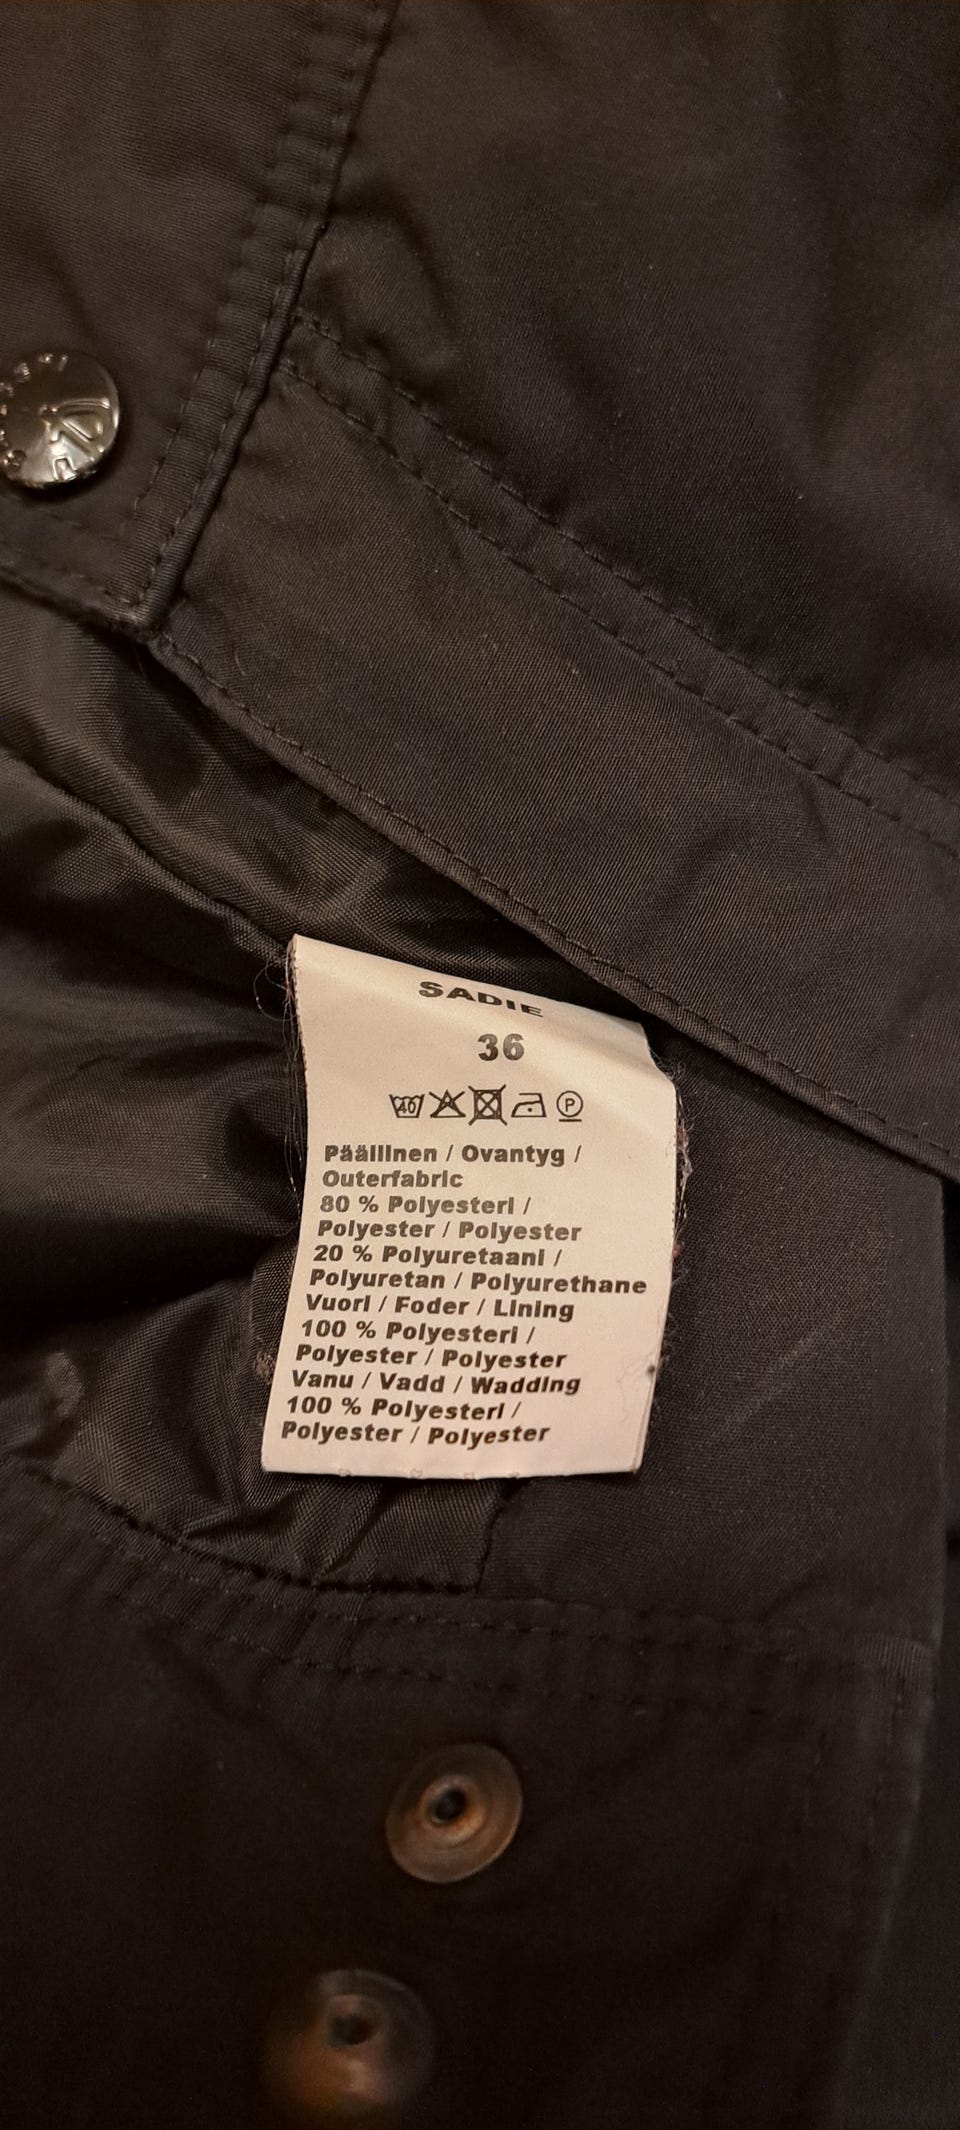 SADIE
36
40 P
Päällinen / Ovantyg /
Outerfabric
80 % Polyesteri /
Polyester / Polyester
20 % Polyuretaani /
Polyuretan / Polyurethane
Vuori / Foder / Lining
100 % Polyesteri /
Polyester / Polyester
Vanu / Vadd / Wadding
100 % Polyesteri /
Polyester / Polyester